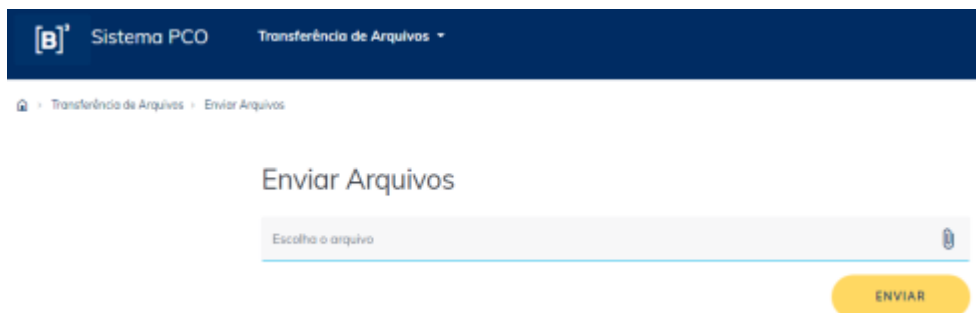 [B]³ Sistema PCO Transferência de Arquivos
Transferência de Arquivos › Enviar Arquivos
Enviar Arquivos
Escolha o arquivo
ENVIAR